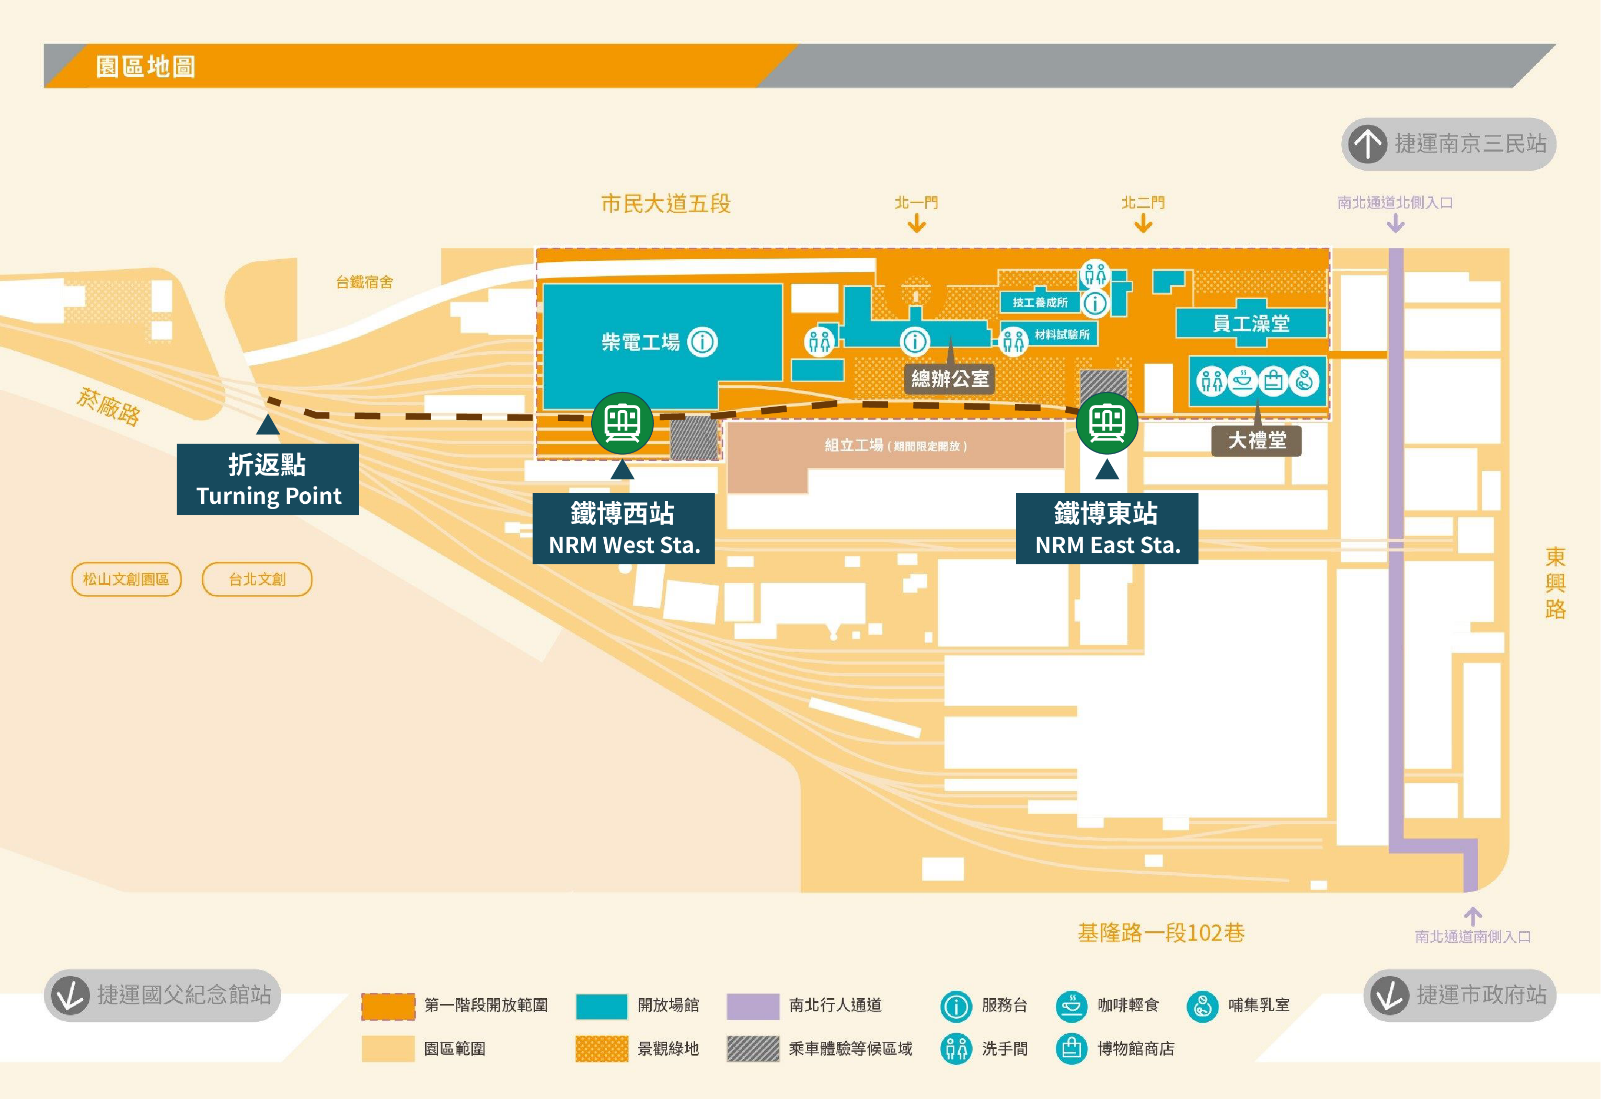 園區地圖
捷運南京三民站
市民大道五段
北一門
北二門
南北通道北側入口
台鐵宿舍
技工養成所
柴電工場
材料試驗所
員工澡堂
總辦公室
菸廠路
組立工場 ( 期間限定開放 )
大禮堂
折返點
Turning Point
鐵博西站
NRM West Sta.
鐵博東站
NRM East Sta.
松山文創園區
台北文創
東興路
基隆路一段102巷
南北通道南側入口
捷運國父紀念館站
捷運市政府站
第一階段開放範圍
開放場館
南北行人通道
服務台
咖啡輕食
哺集乳室
園區範圍
景觀綠地
乘車體驗等候區域
洗手間
博物館商店